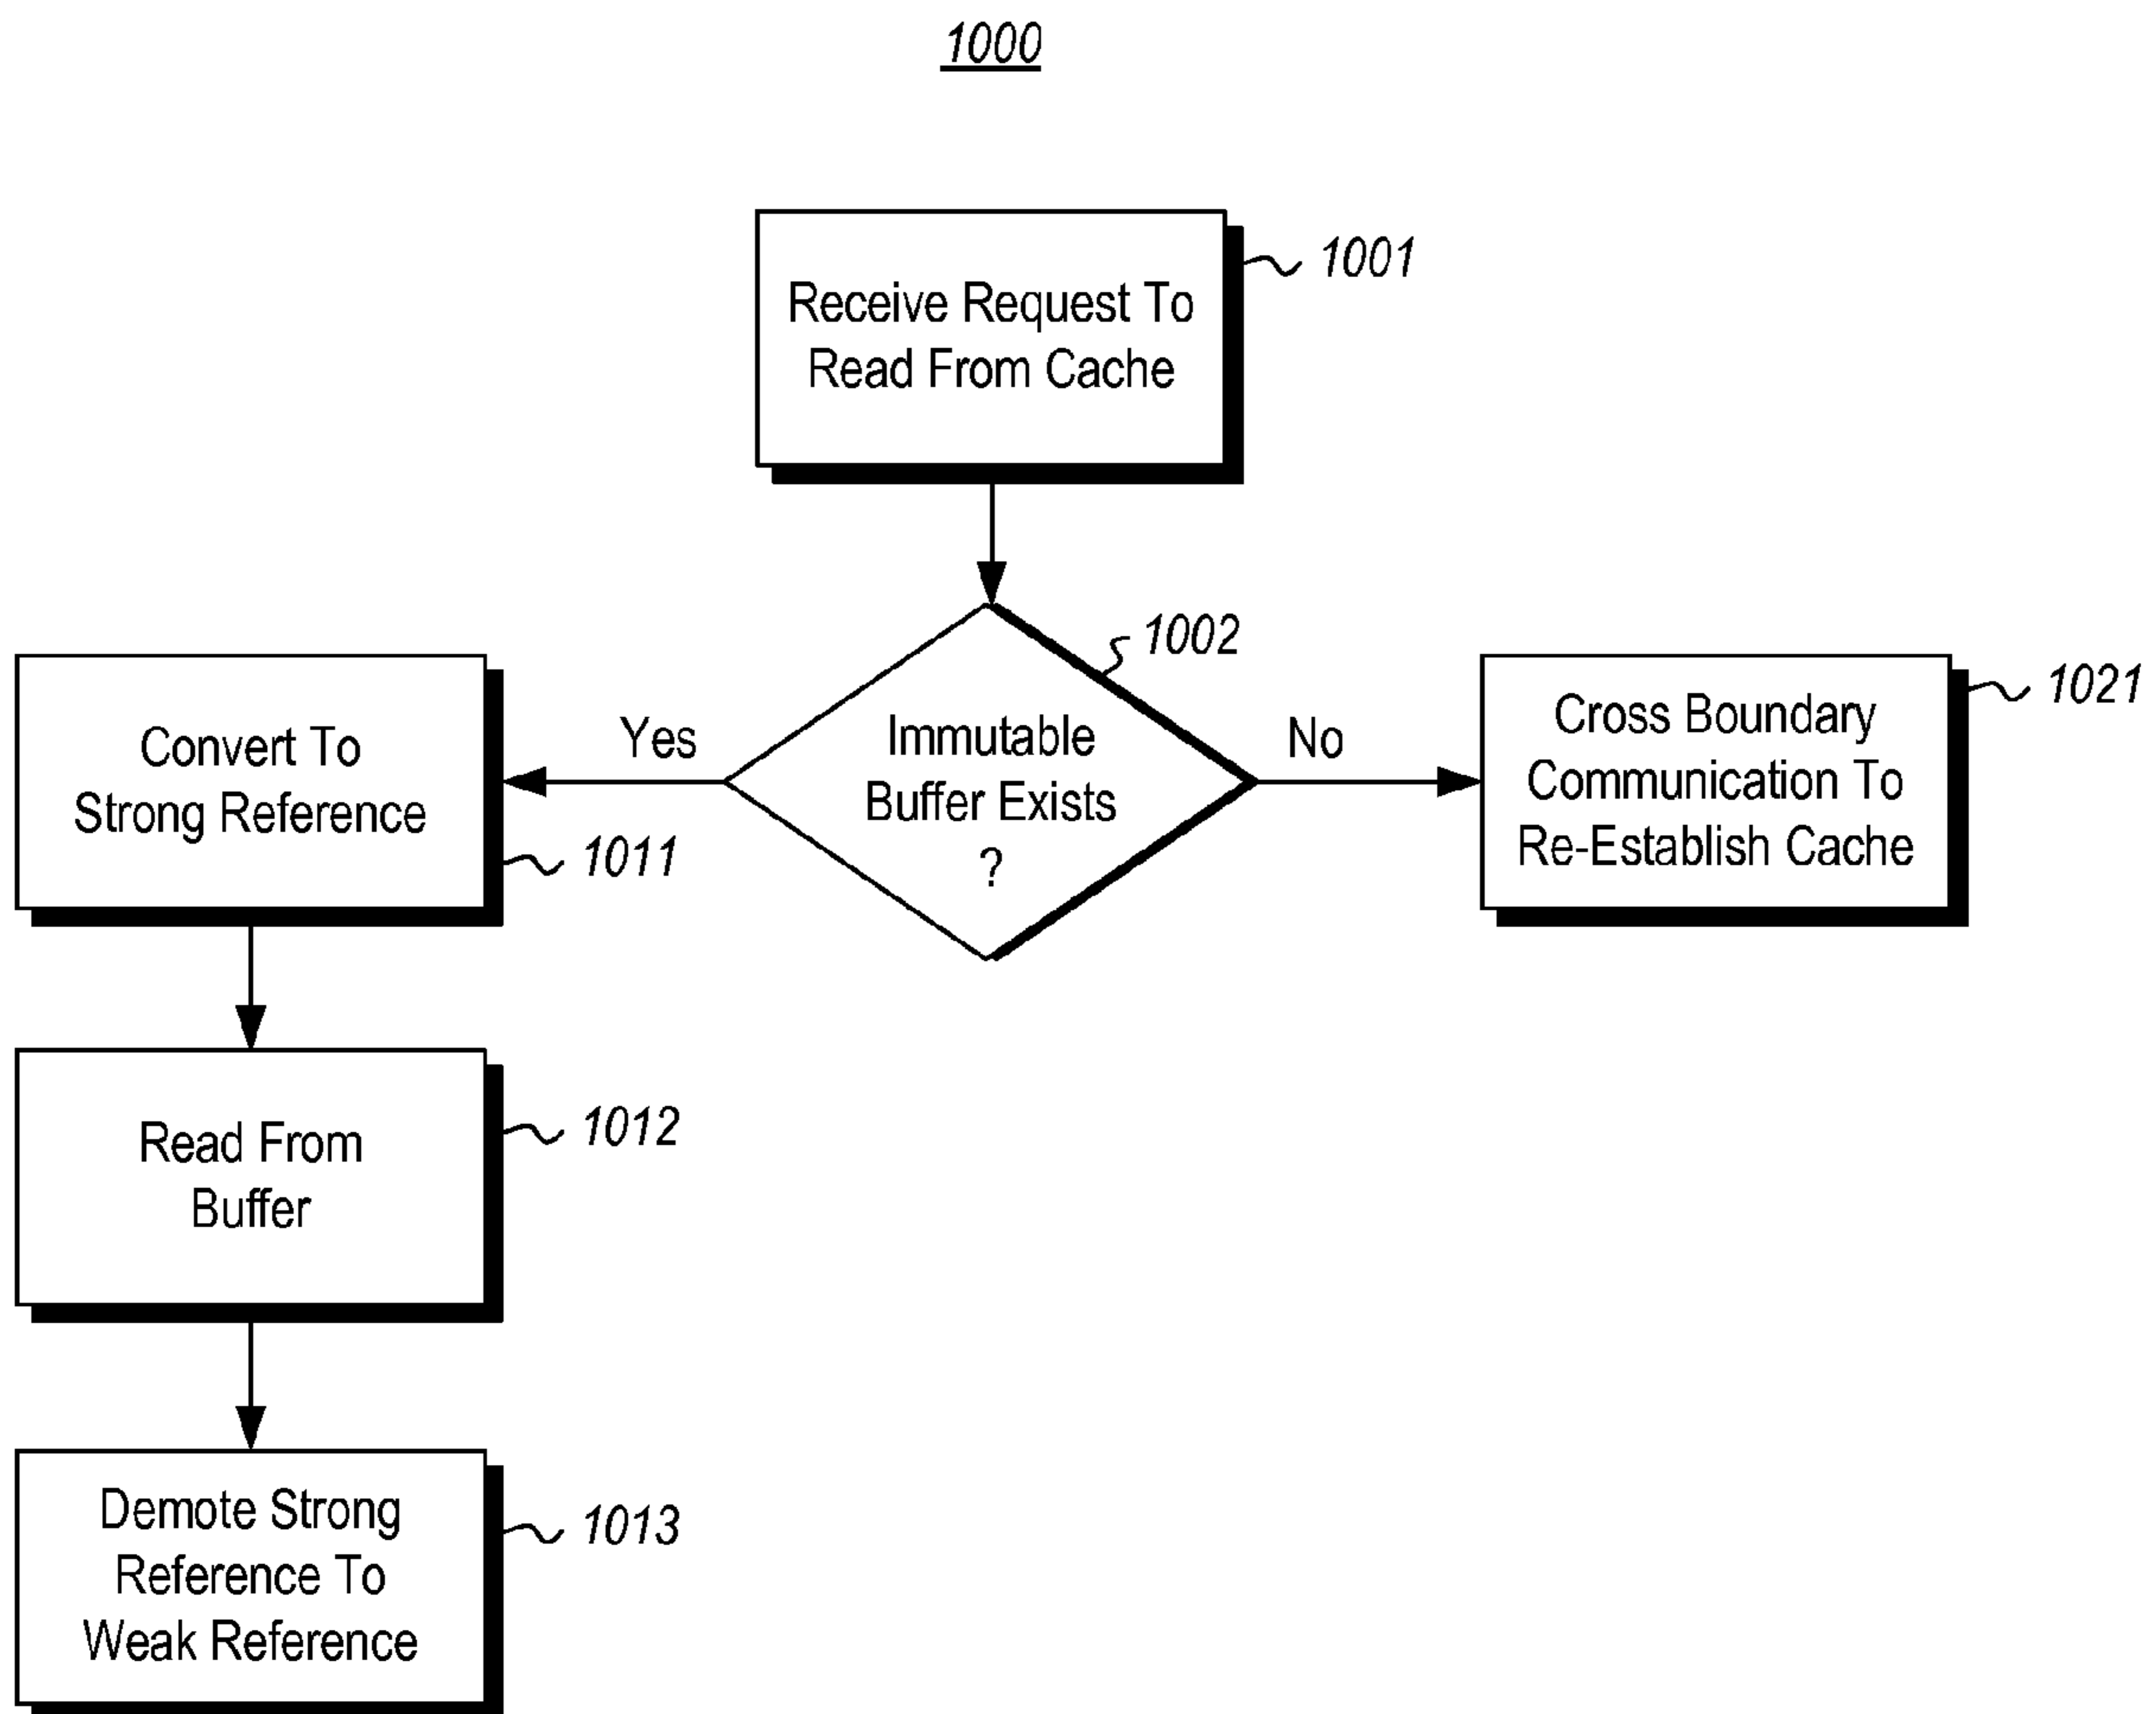 1000
Receive Request To
Read From Cache
1001
1002
Immutable
Buffer Exists
?
Yes
No
Convert To
Strong Reference
1011
Cross Boundary
Communication To
Re-Establish Cache
1021
Read From
Buffer
1012
Demote Strong
Reference To
Weak Reference
1013